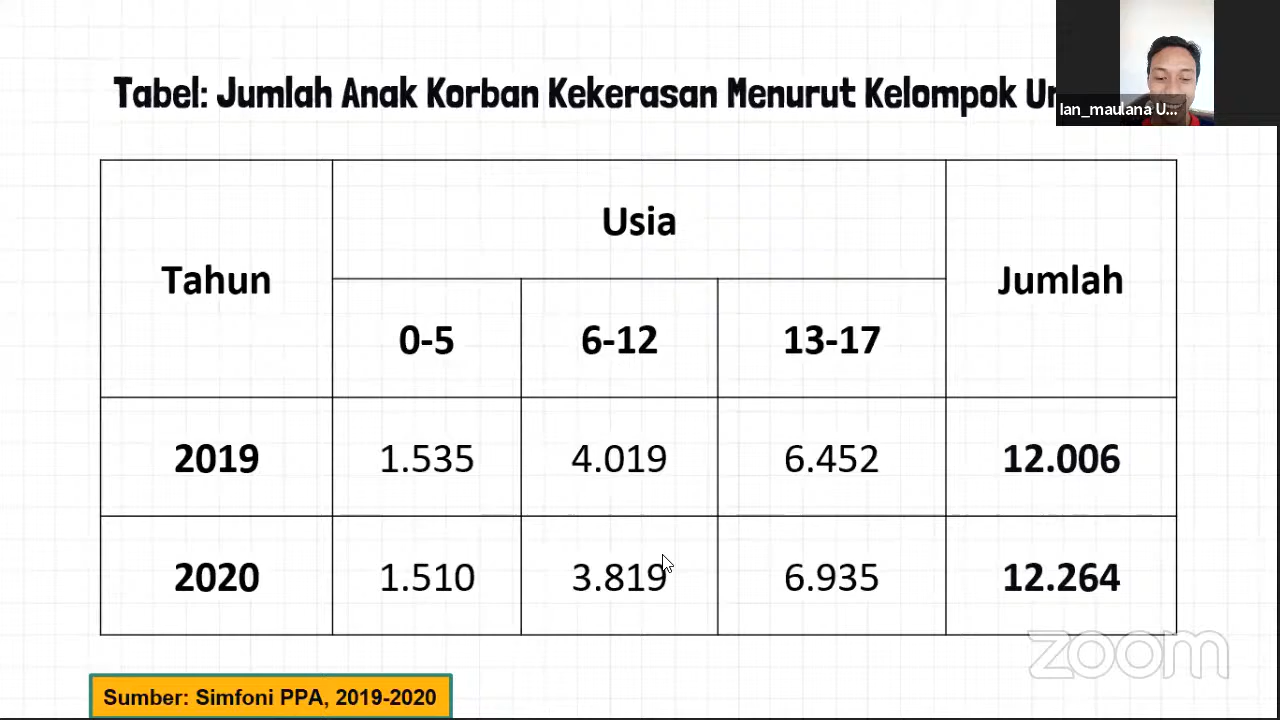 Tabel: Jumlah Anak Korban Kekerasan Menurut Kelompok
Ian_maulana U...
Tahun Usia Jumlah
0-5 6-12 13-17
2019 1.535 4.019 6.452 12.006
2020 1.510 3.819 6.935 12.264
zoom
Sumber: Simfoni PPA, 2019-2020